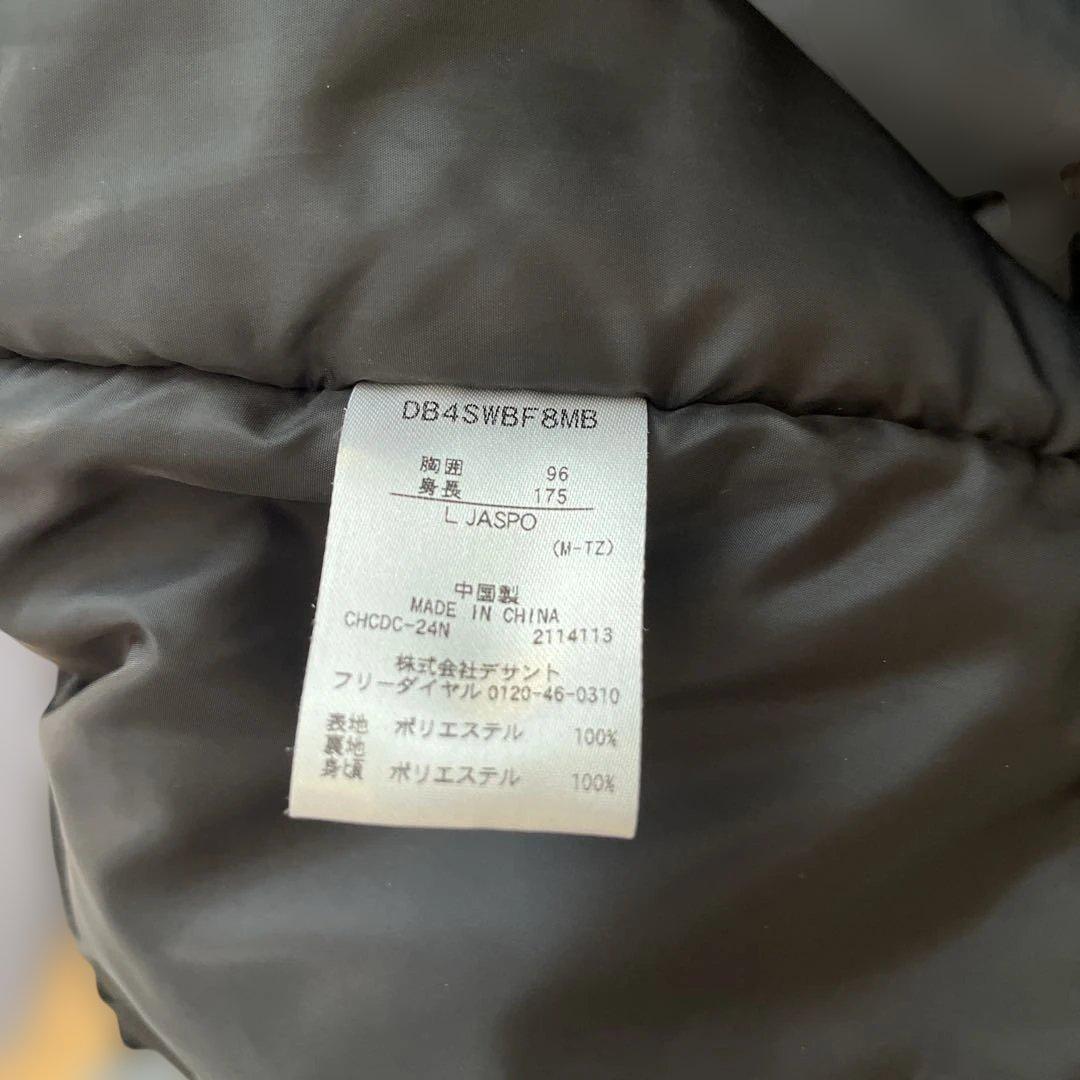 DB4SWBF8MB
胸囲 96
身長 175
L JASPO
(M-TZ)
中国製
MADE IN CHINA
CHCDC-24N 2114113
株式会社デサント
フリーダイヤル 0120-46-0310
表地 ポリエステル 100%
裏地
身頃 ポリエステル 100%